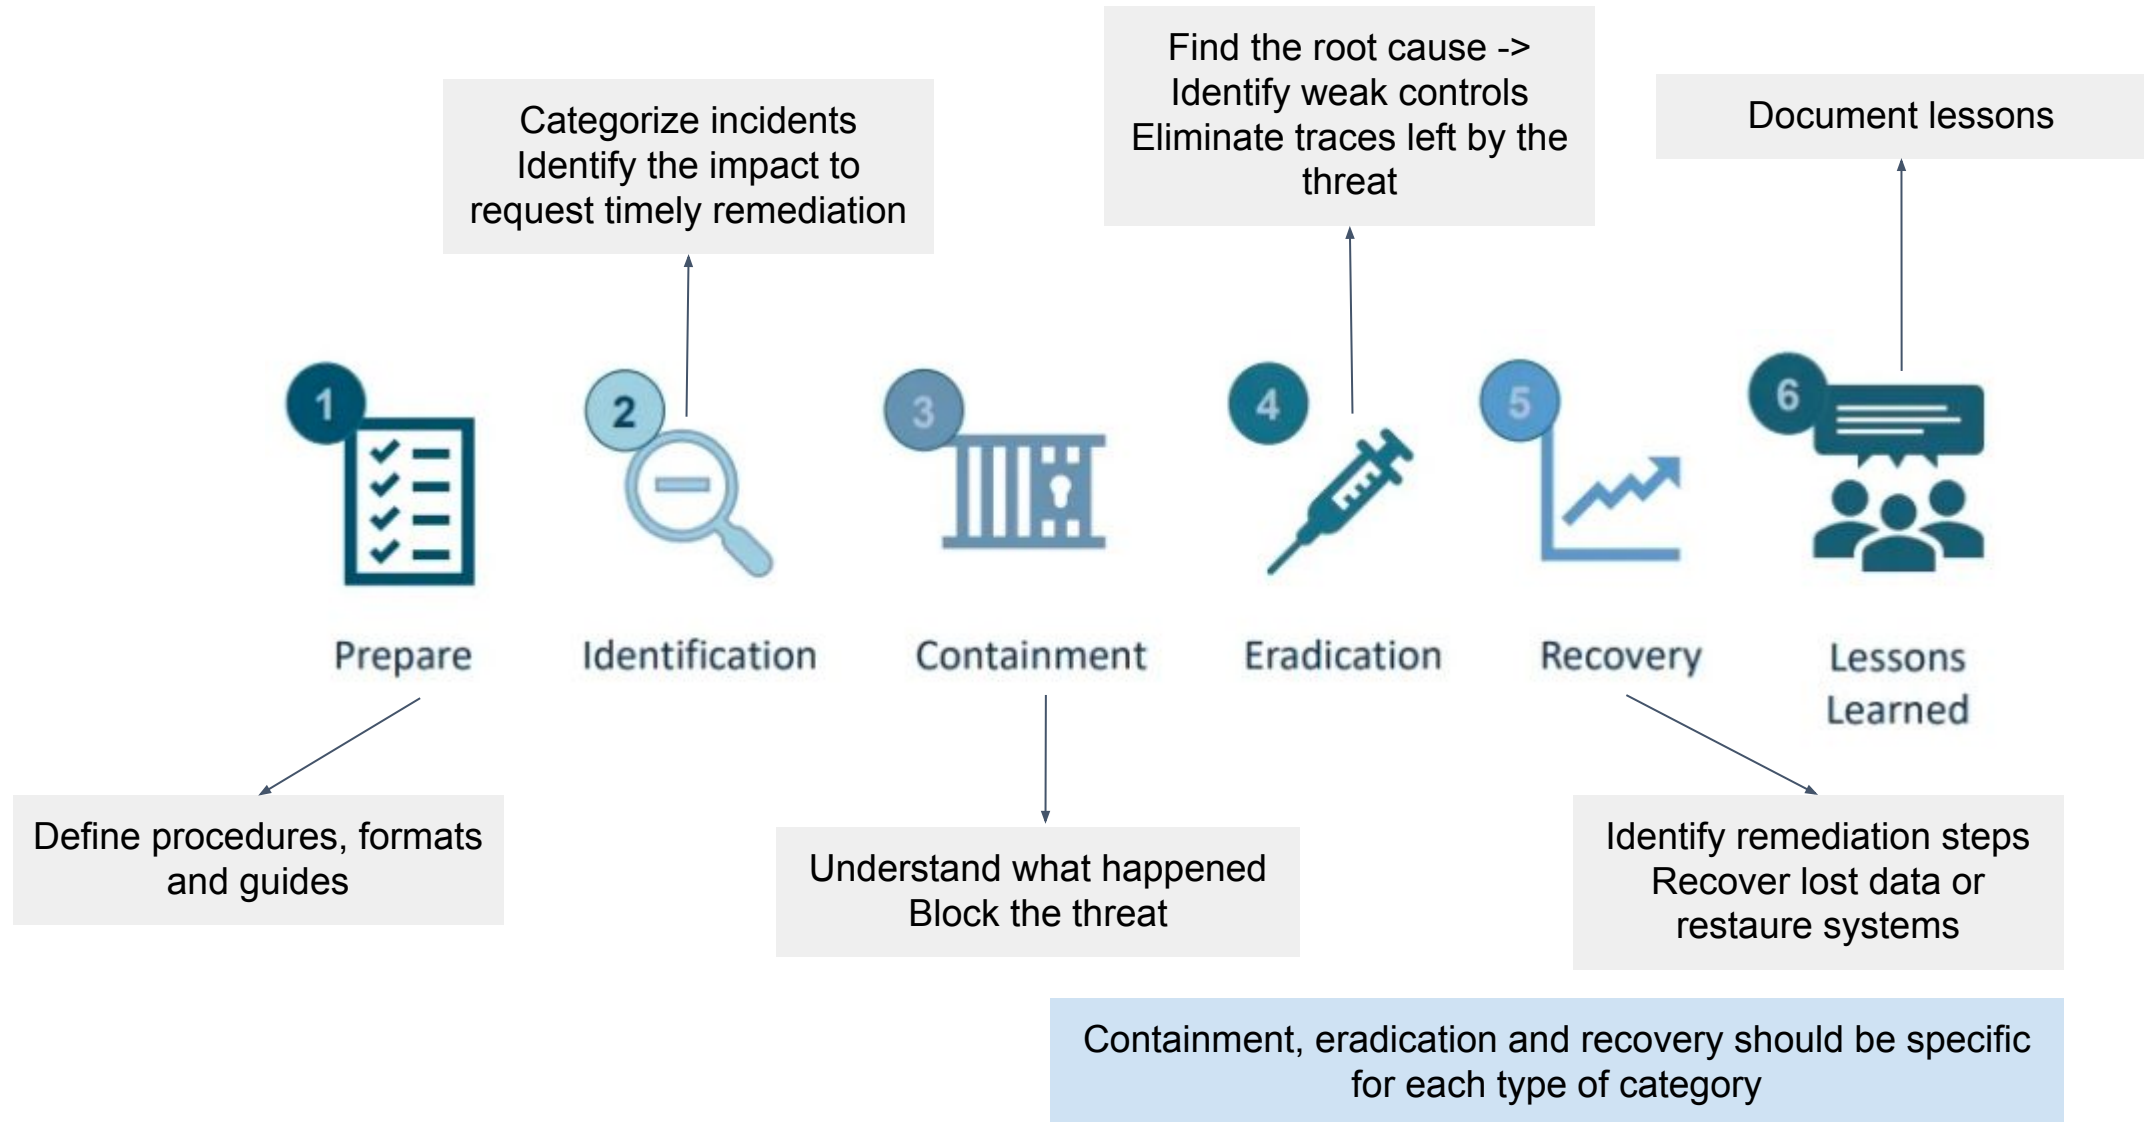 Find the root cause ->
Identify weak controls
Eliminate traces left by the
threat
Categorize incidents
Identify the impact to
request timely remediation
Document lessons
1
2
3
4
5
6
Prepare
Identification
Containment
Eradication
Recovery
Lessons
Learned
Define procedures, formats
and guides
Understand what happened
Block the threat
Identify remediation steps
Recover lost data or
restaure systems
Containment, eradication and recovery should be specific
for each type of category